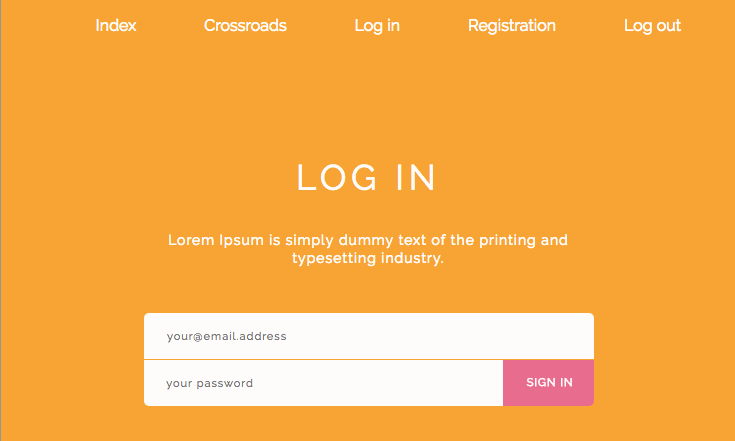 Index Crossroads Log in Registration Log out
LOG IN
Lorem Ipsum is simply dummy text of the printing and
typesetting industry.
your@email.address
your password SIGN IN